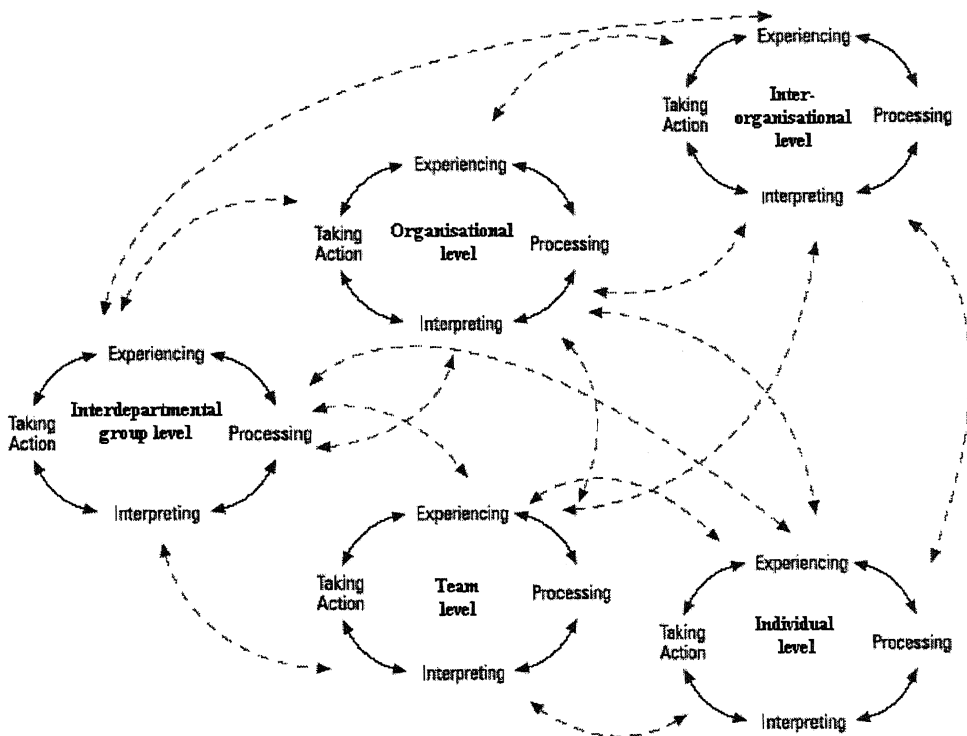 Experiencing
Taking
Action
Inter-
organisational
level
Processing
Interpreting
Experiencing
Taking
Action
Organisational
level
Processing
Interpreting
Experiencing
Taking
Action
Interdepartmental
group level
Processing
Interpreting
Experiencing
Taking
Action
Team
level
Processing
Interpreting
Experiencing
Taking
Action
Individual
level
Processing
Interpreting